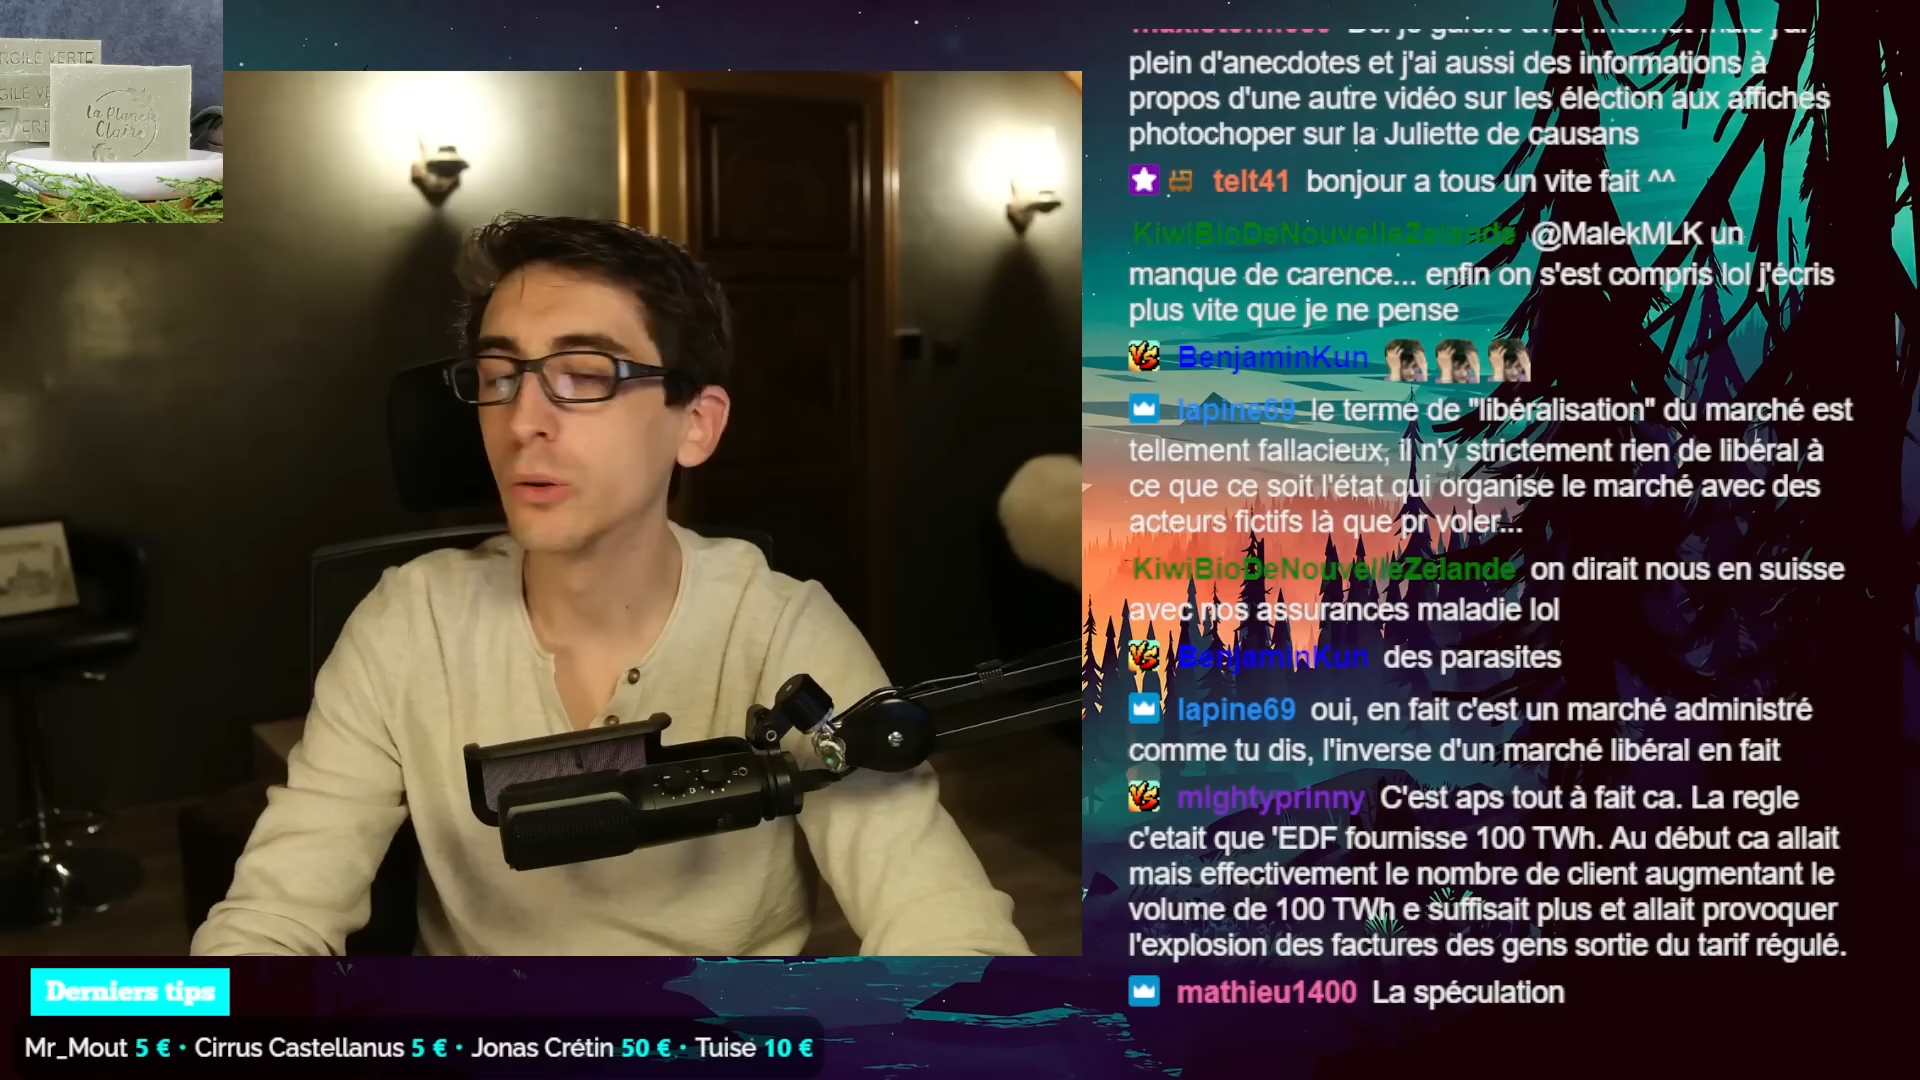 ARGILE VERTE
La Planète
Claire
plein d'anecdotes et j'ai aussi des informations à
propos d'une autre vidéo sur les élection aux affiches
photochoper sur la Juliette de causans
telt41 bonjour a tous un vite fait ^^
KiwiBioDeNouvelleZelande @MalekMLK un
manque de carence... enfin on s'est compris lol j'écris
plus vite que je ne pense
VS BenjaminKun
lapine69 le terme de "libéralisation" du marché est
tellement fallacieux, il n'y strictement rien de libéral à
ce que ce soit l'état qui organise le marché avec des
acteurs fictifs là que pr voler...
KiwiBioDeNouvelleZelande on dirait nous en suisse
avec nos assurances maladie lol
VS BenjaminKun des parasites
lapine69 oui, en fait c'est un marché administré
comme tu dis, l'inverse d'un marché libéral en fait
VS mightyprinny C'est aps tout à fait ca. La regle
c'etait que 'EDF fournisse 100 TWh. Au début ca allait
mais effectivement le nombre de client augmentant le
volume de 100 TWh e suffisait plus et allait provoquer
l'explosion des factures des gens sortie du tarif régulé.
mathieu1400 La spéculation
Derniers tips
Mr_Mout 5 € · Cirrus Castellanus 5 € · Jonas Crétin 50 € · Tuise 10 €